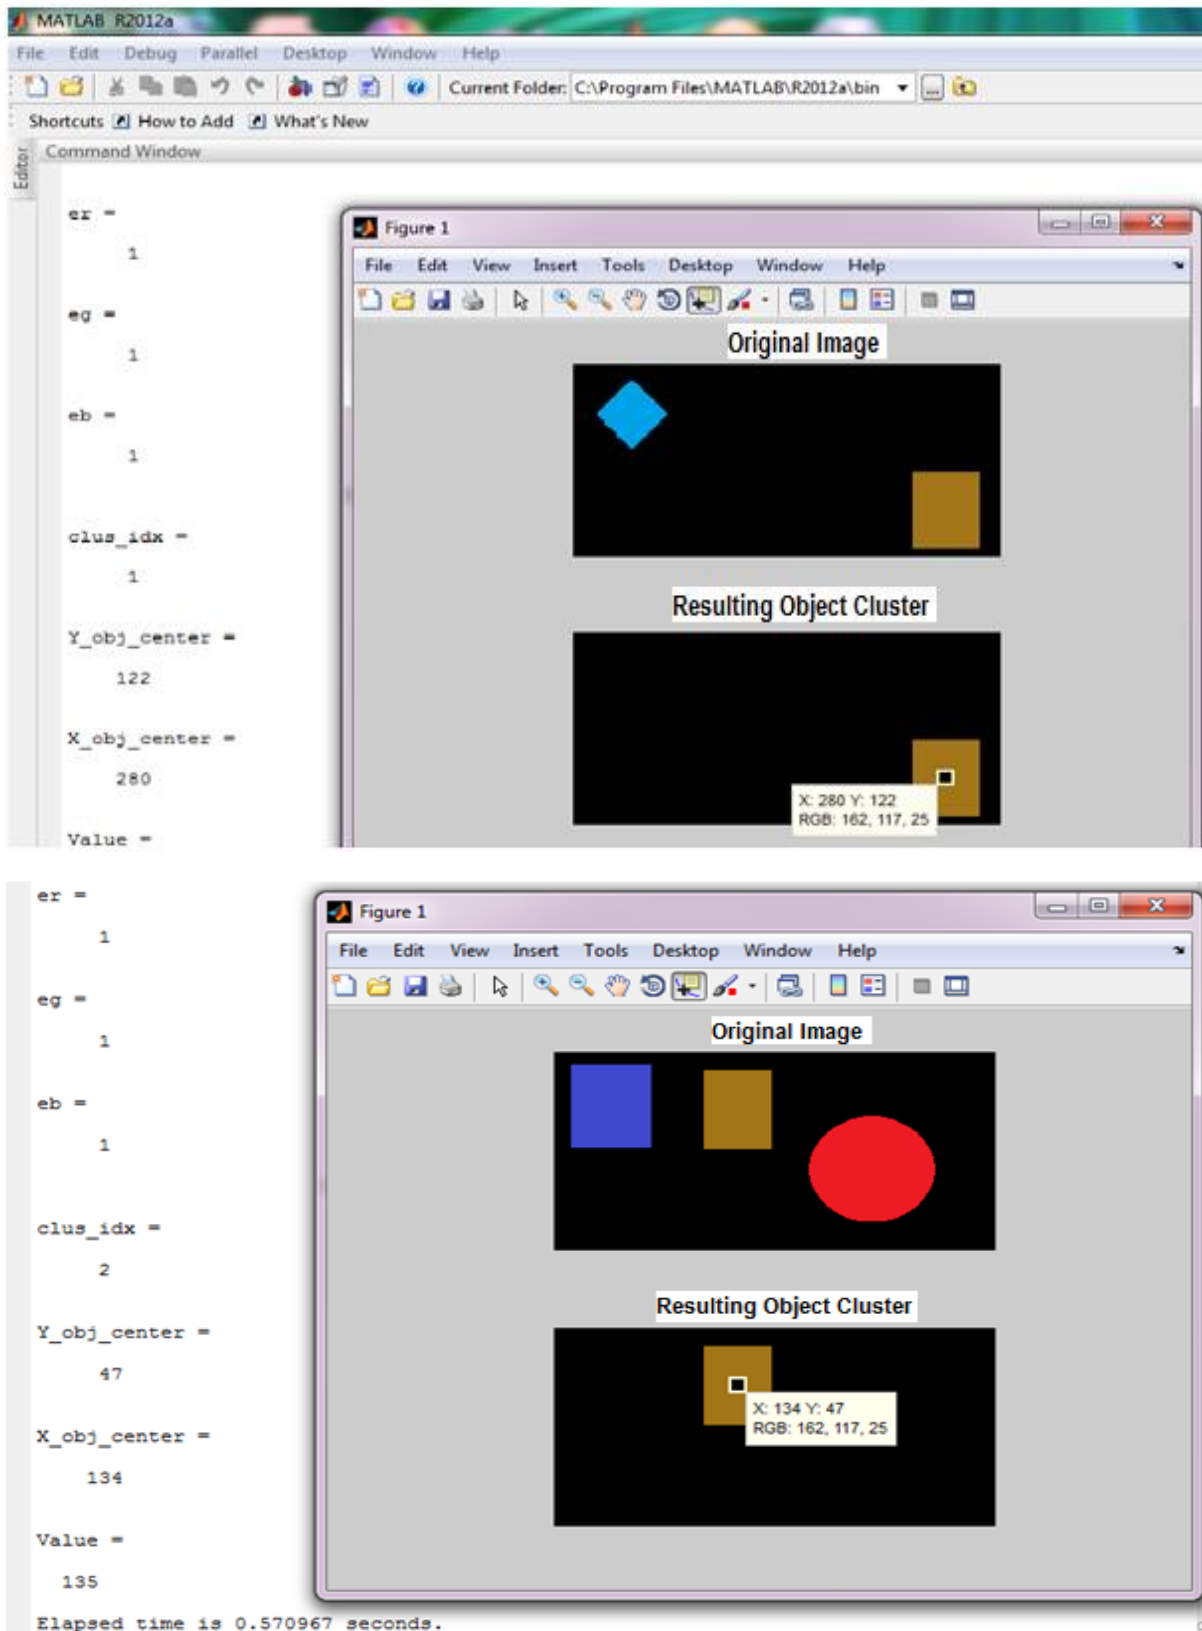 MATLAB R2012a
File Edit Debug Parallel Desktop Window Help
Current Folder: C:\Program Files\MATLAB\R2012a\bin
Shortcuts How to Add What's New
Editor
Command Window
er =
1
eg =
1
eb =
1
clus_idx =
1
Y_obj_center =
122
X_obj_center =
280
Value =
Figure 1
File Edit View Insert Tools Desktop Window Help
Original Image
Resulting Object Cluster
X: 280 Y: 122
RGB: 162, 117, 25
er =
1
eg =
1
eb =
1
clus_idx =
2
Y_obj_center =
47
X_obj_center =
134
Value =
135
Elapsed time is 0.570967 seconds.
Figure 1
File Edit View Insert Tools Desktop Window Help
Original Image
Resulting Object Cluster
X: 134 Y: 47
RGB: 162, 117, 25